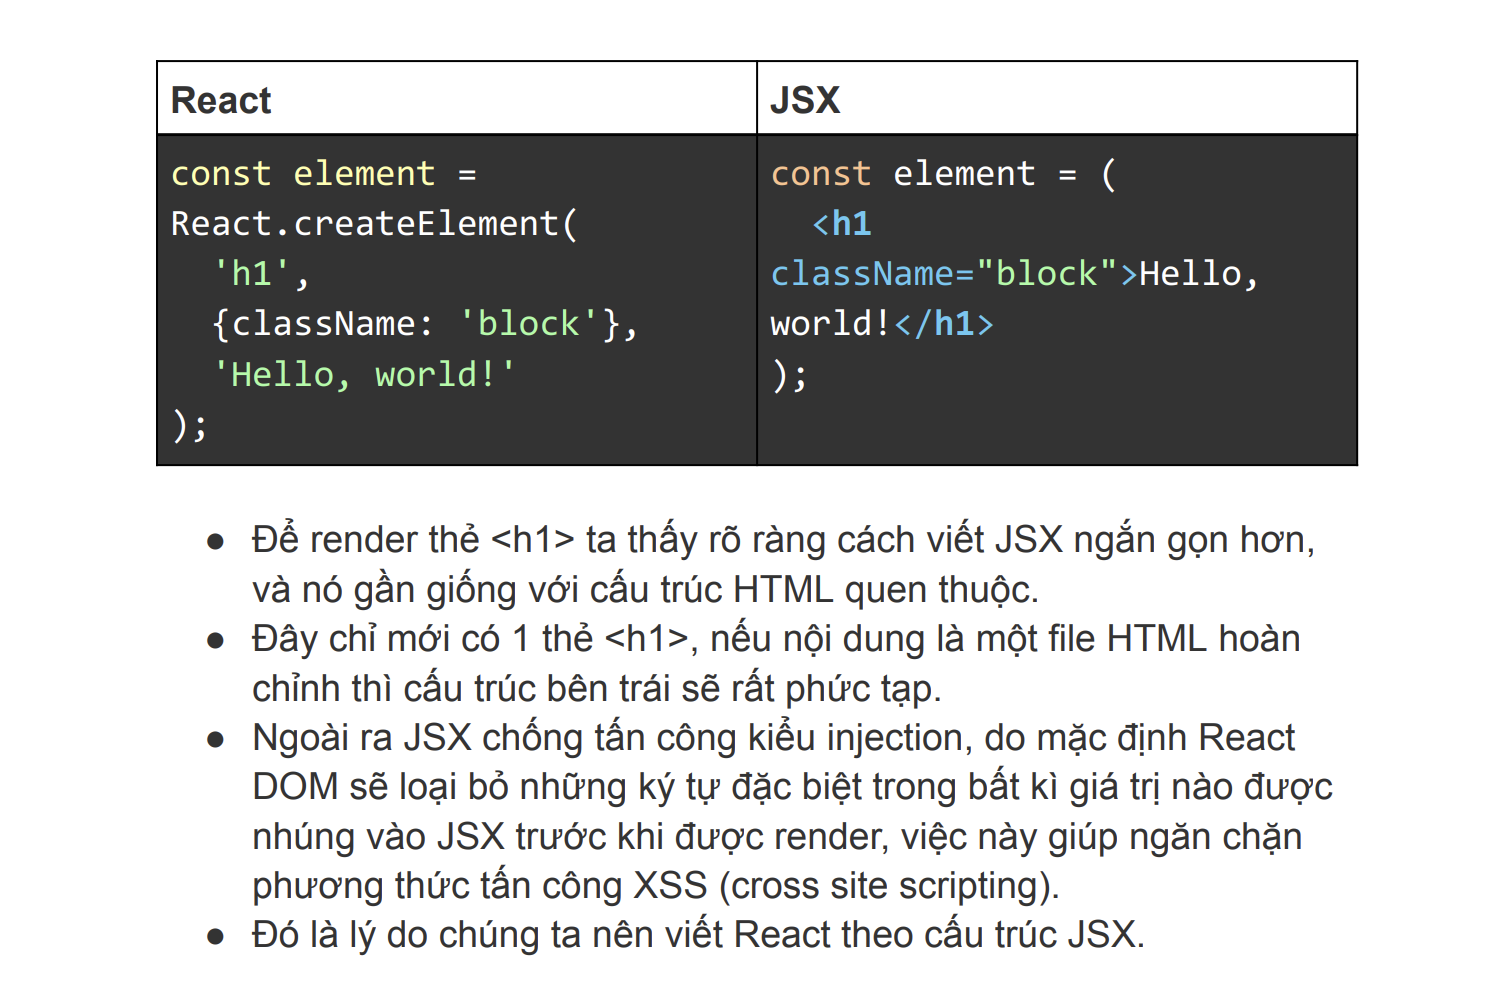 React
JSX
const element =
React.createElement(
  'h1',
  {className: 'block'},
  'Hello, world!'
);
const element = (
  <h1
className="block">Hello,
world!</h1>
);
● Để render thẻ <h1> ta thấy rõ ràng cách viết JSX ngắn gọn hơn,
và nó gần giống với cấu trúc HTML quen thuộc.
● Đây chỉ mới có 1 thẻ <h1>, nếu nội dung là một file HTML hoàn
chỉnh thì cấu trúc bên trái sẽ rất phức tạp.
● Ngoài ra JSX chống tấn công kiểu injection, do mặc định React
DOM sẽ loại bỏ những ký tự đặc biệt trong bất kì giá trị nào được
nhúng vào JSX trước khi được render, việc này giúp ngăn chặn
phương thức tấn công XSS (cross site scripting).
● Đó là lý do chúng ta nên viết React theo cấu trúc JSX.